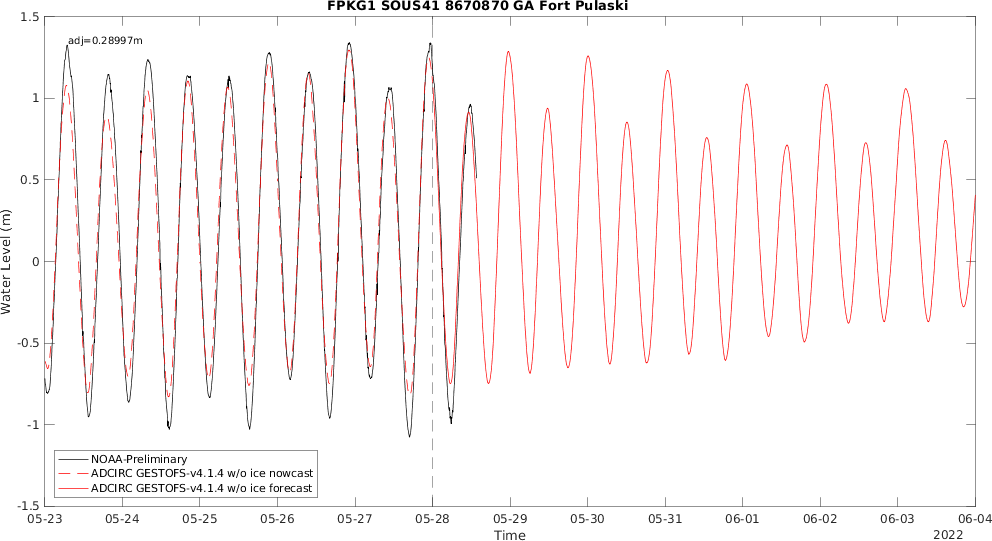 FPKG1 SOUS41 8670870 GA Fort Pulaski
adj=0.28997m
1.5
1
0.5
0
-0.5
-1
-1.5
Water Level (m)
NOAA-Preliminary
ADCIRC GESTOFS-v4.1.4 w/o ice nowcast
ADCIRC GESTOFS-v4.1.4 w/o ice forecast
05-23 05-24 05-25 05-26 05-27 05-28 05-29 05-30 05-31 06-01 06-02 06-03 06-04
Time
2022